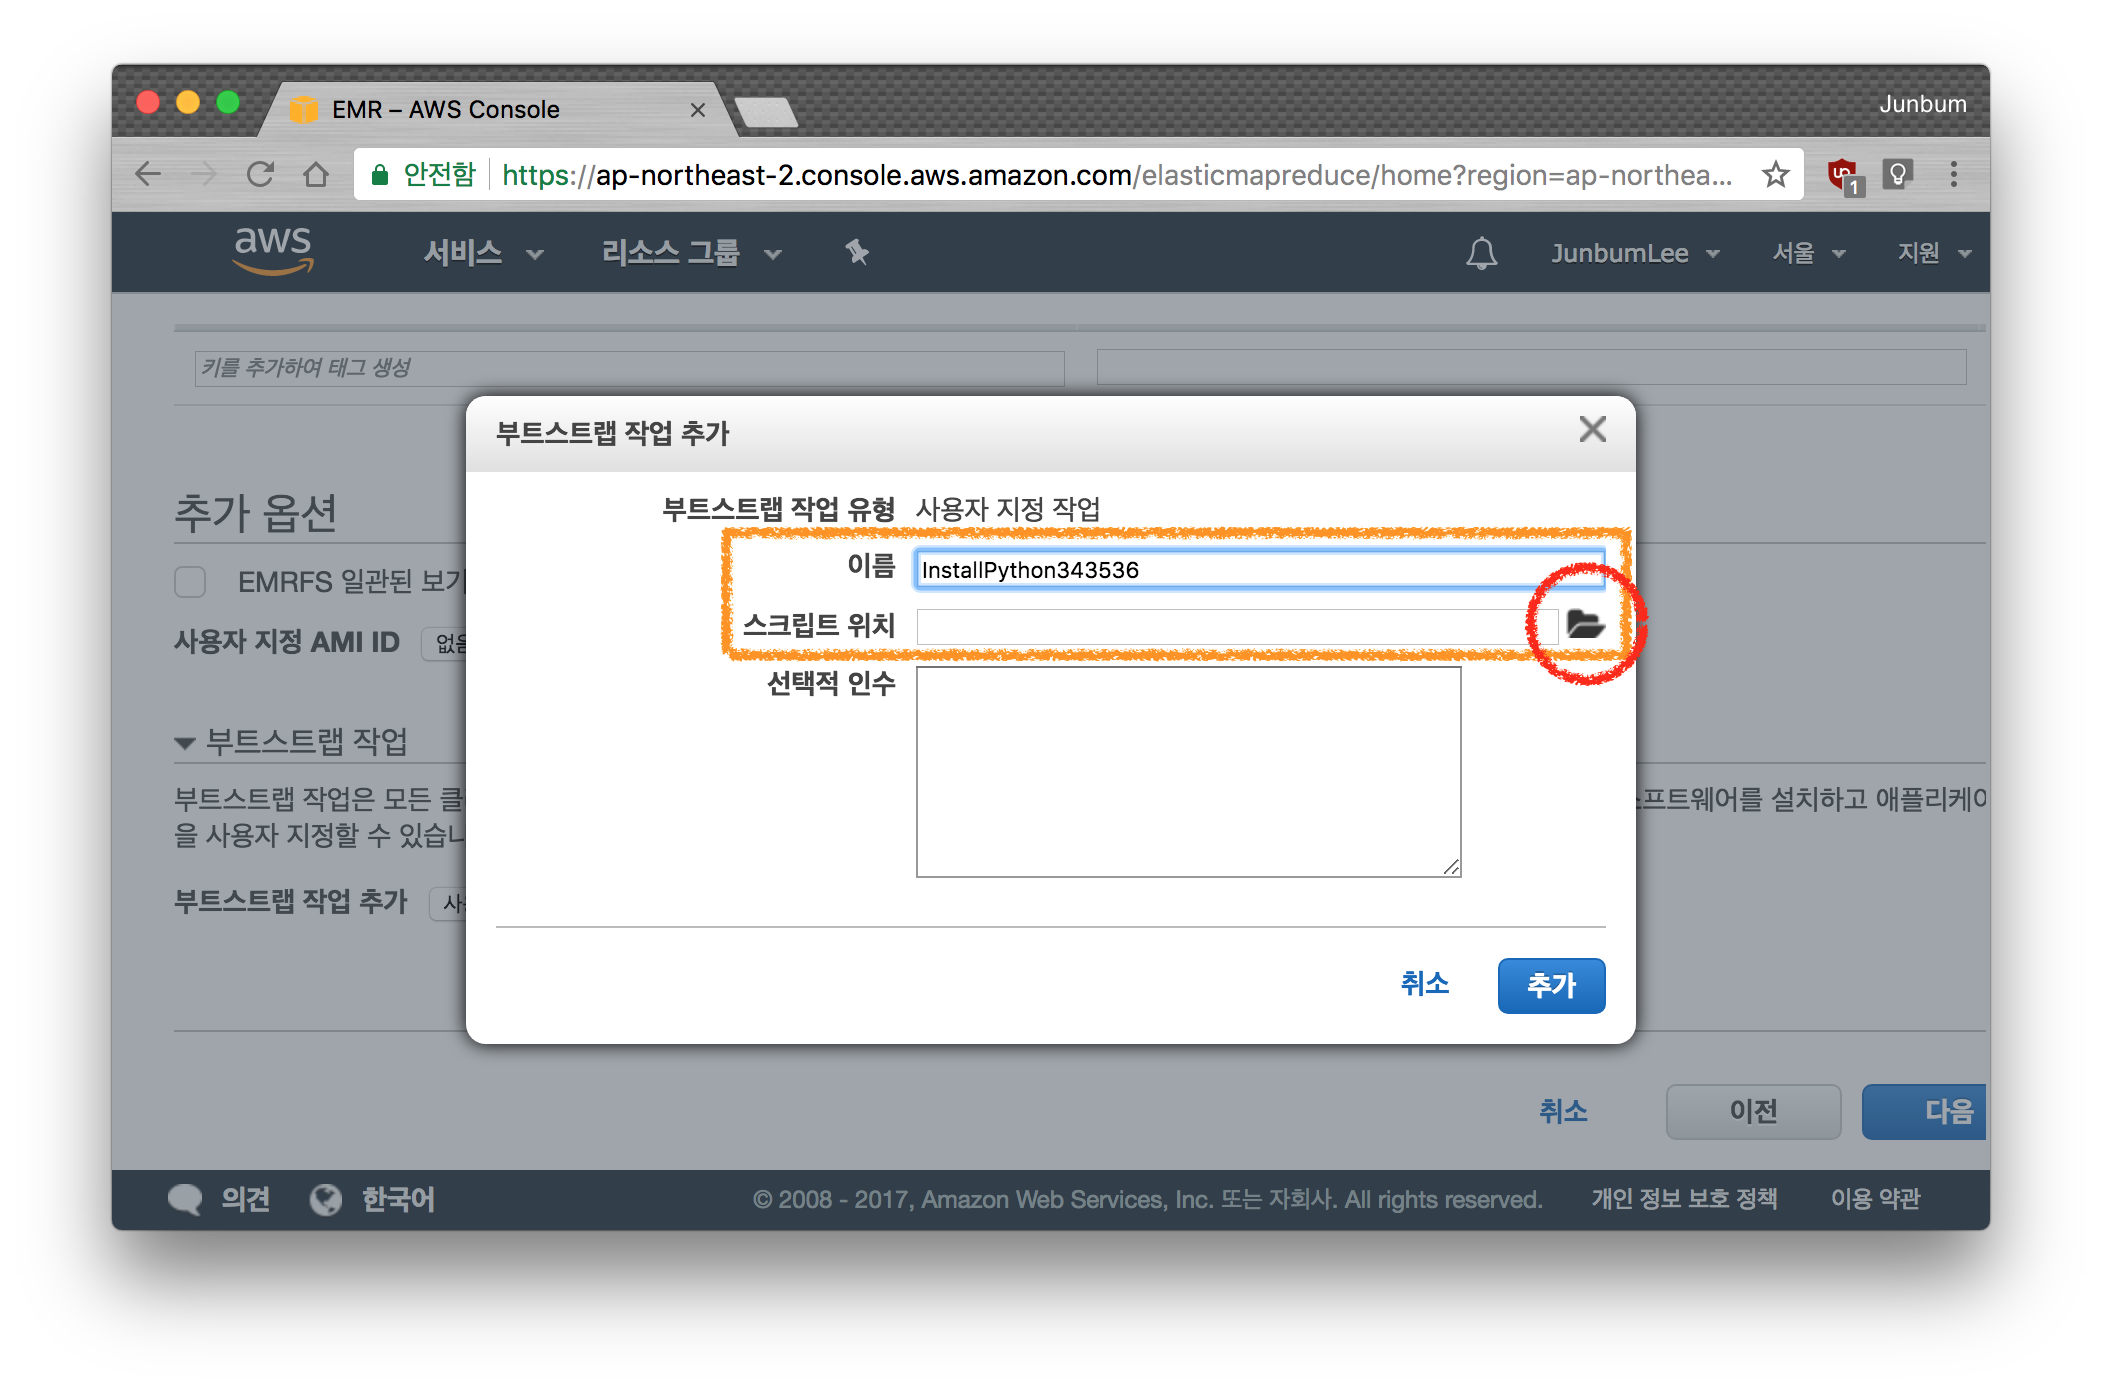 EMR – AWS Console
Junbum
안전함 https://ap-northeast-2.console.aws.amazon.com/elasticmapreduce/home?region=ap-northea...
1
aws 서비스 리소스 그룹 JunbumLee 서울 지원
키를 추가하여 태그 생성
부트스트랩 작업 추가
부트스트랩 작업 유형 사용자 지정 작업
이름 InstallPython343536
스크립트 위치
선택적 인수
취소 추가
추가 옵션
EMRFS 일관된 보기
사용자 지정 AMI ID 없음
부트스트랩 작업
부트스트랩 작업은 모든 소프트웨어를 설치하고 애플리케이
을 사용자 지정할 수 있습니
부트스트랩 작업 추가 사
취소 이전 다음
의견 한국어 © 2008 - 2017, Amazon Web Services, Inc. 또는 자회사. All rights reserved. 개인 정보 보호 정책 이용 약관